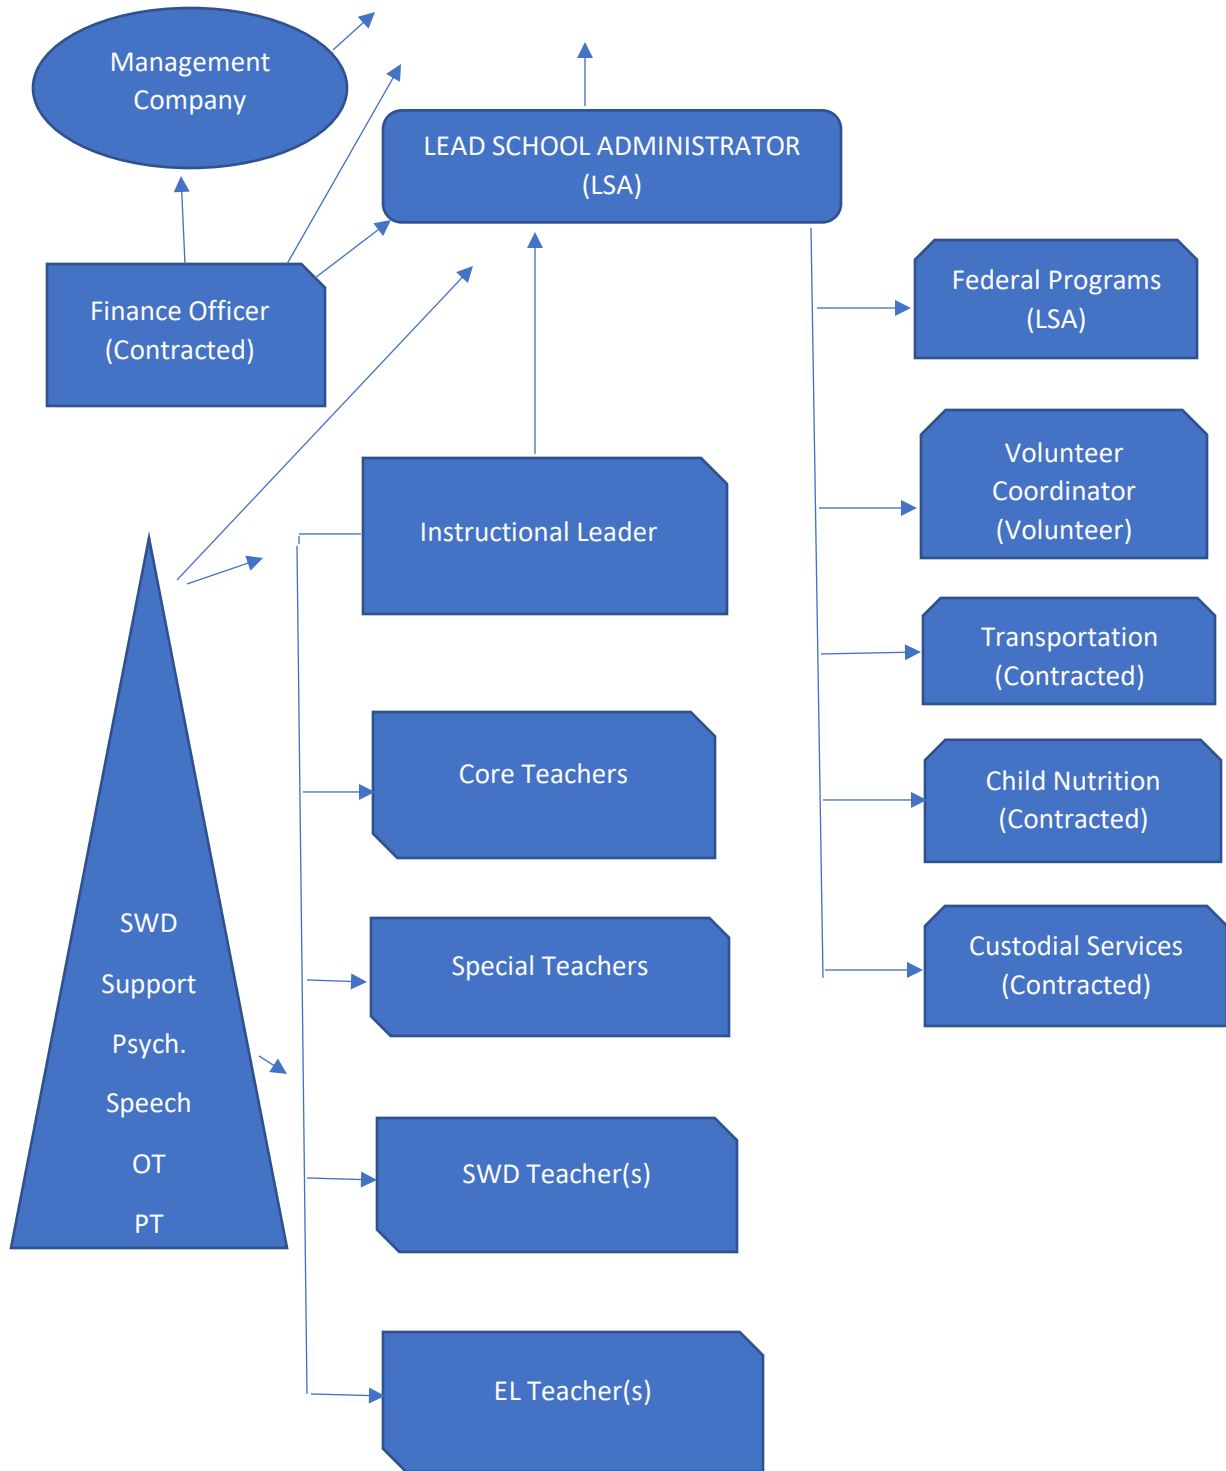 Management
Company
LEAD SCHOOL ADMINISTRATOR
(LSA)
Finance Officer
(Contracted)
Federal Programs
(LSA)
Volunteer
Coordinator
(Volunteer)
Instructional Leader
Transportation
(Contracted)
Core Teachers
Child Nutrition
(Contracted)
SWD
Support
Psych.
Speech
OT
PT
Special Teachers
Custodial Services
(Contracted)
SWD Teacher(s)
EL Teacher(s)